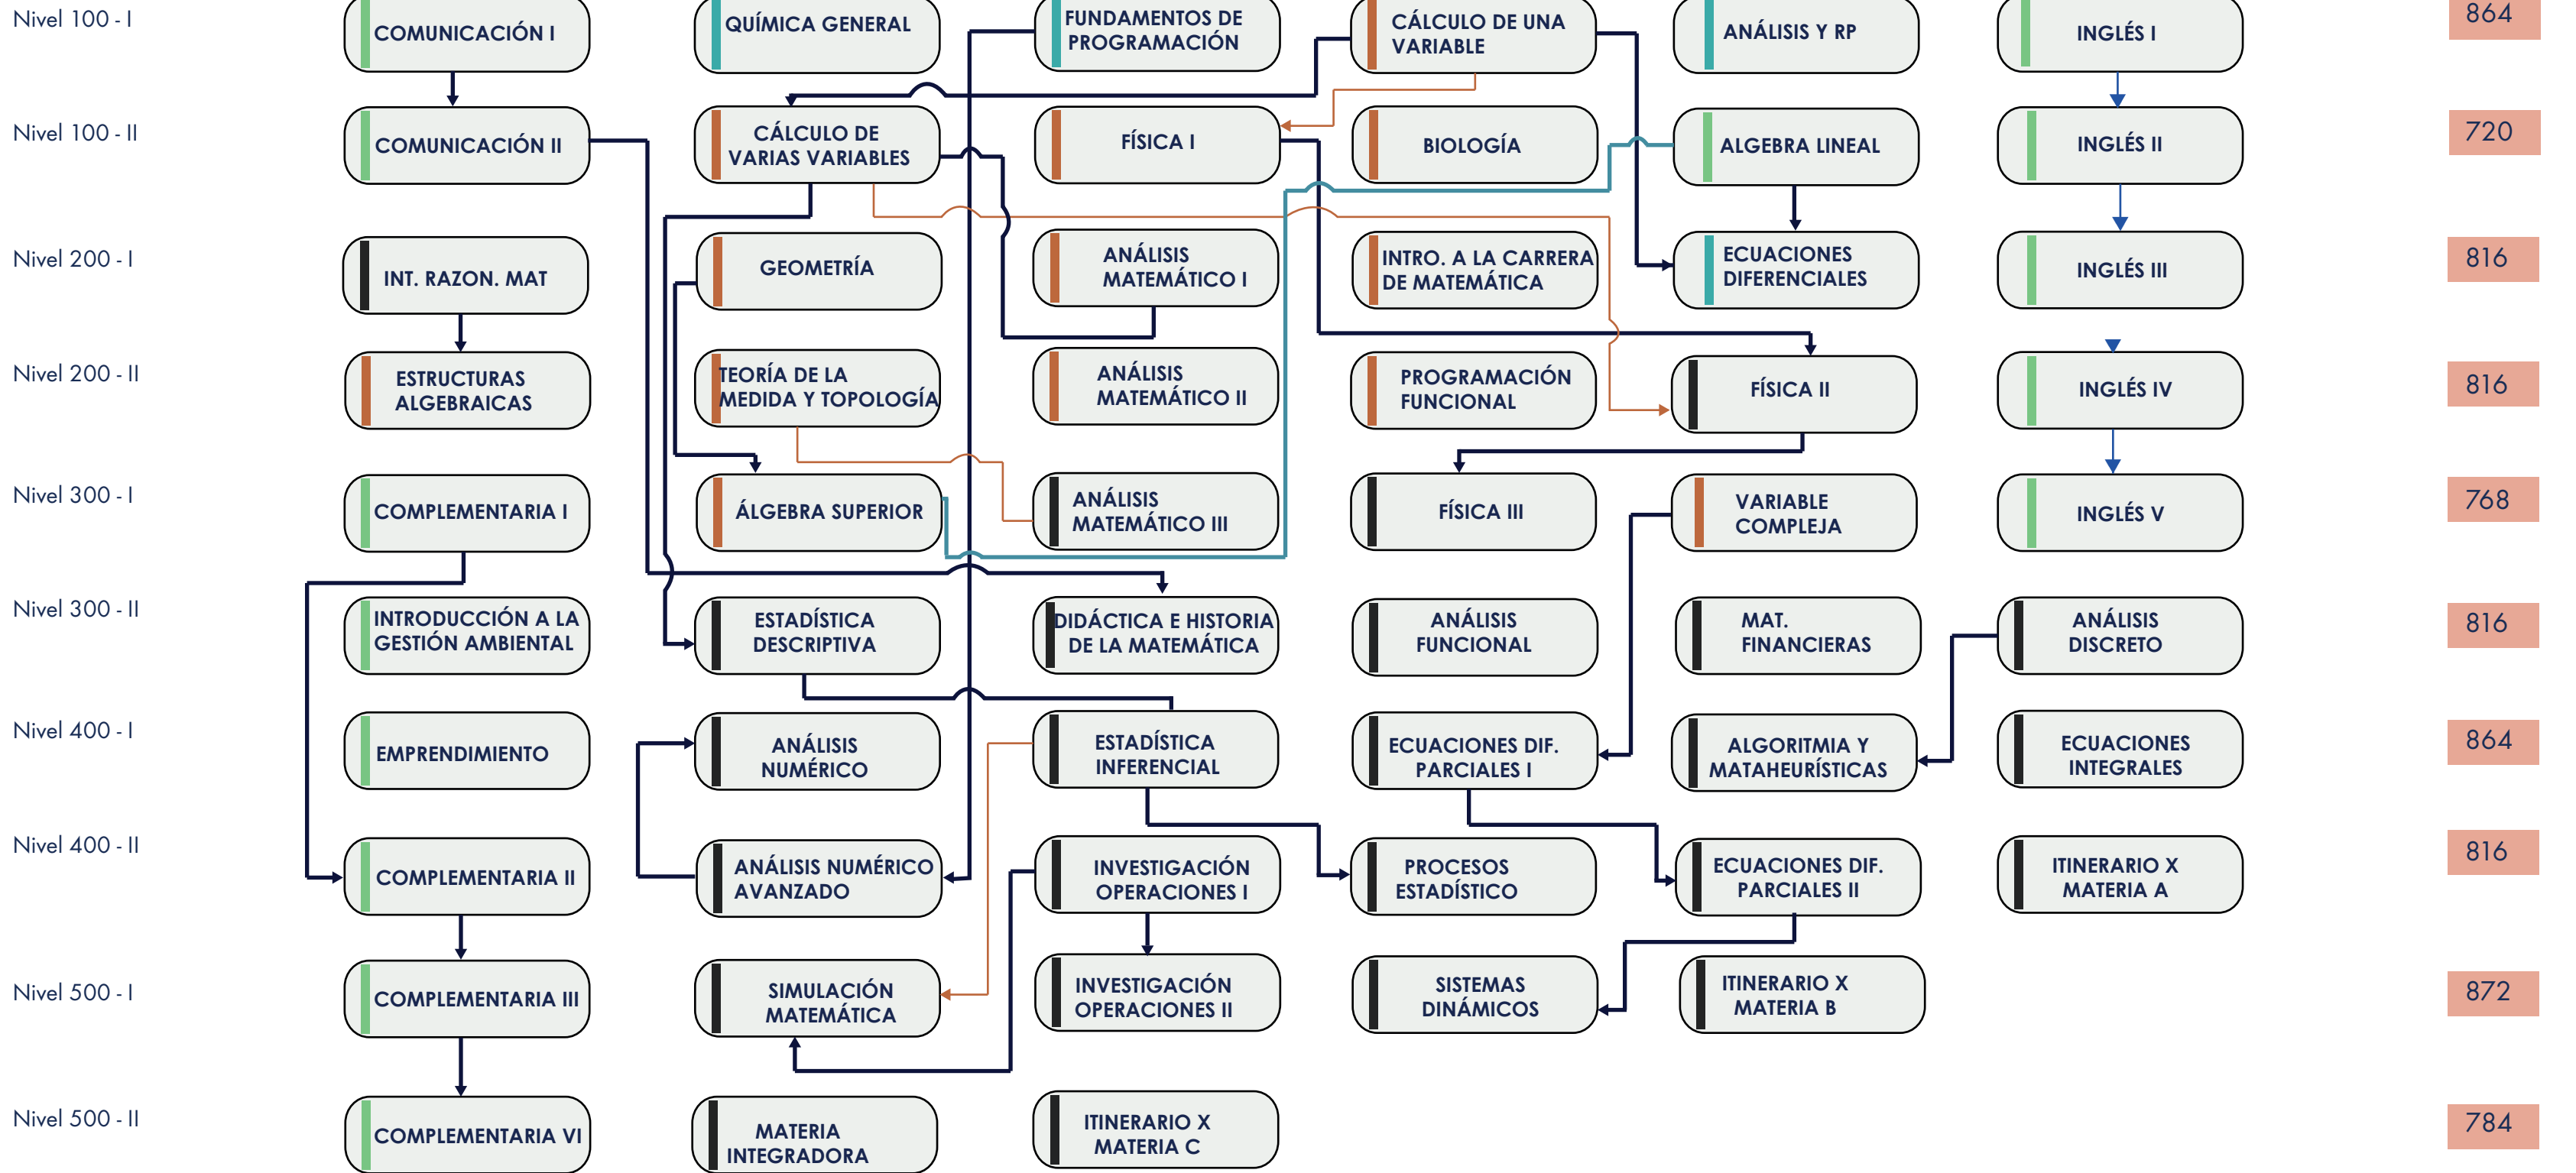 Nivel 100 - I
COMUNICACIÓN I
QUÍMICA GENERAL
FUNDAMENTOS DE
PROGRAMACIÓN
CÁLCULO DE UNA
VARIABLE
ANÁLISIS Y RP
INGLÉS I
864
Nivel 100 - II
COMUNICACIÓN II
CÁLCULO DE
VARIAS VARIABLES
FÍSICA I
BIOLOGÍA
ALGEBRA LINEAL
INGLÉS II
720
Nivel 200 - I
INT. RAZON. MAT
GEOMETRÍA
ANÁLISIS
MATEMÁTICO I
INTRO. A LA CARRERA
DE MATEMÁTICA
ECUACIONES
DIFERENCIALES
INGLÉS III
816
Nivel 200 - II
ESTRUCTURAS
ALGEBRAICAS
TEORÍA DE LA
MEDIDA Y TOPOLOGÍA
ANÁLISIS
MATEMÁTICO II
PROGRAMACIÓN
FUNCIONAL
FÍSICA II
INGLÉS IV
816
Nivel 300 - I
COMPLEMENTARIA I
ÁLGEBRA SUPERIOR
ANÁLISIS
MATEMÁTICO III
FÍSICA III
VARIABLE
COMPLEJA
INGLÉS V
768
Nivel 300 - II
INTRODUCCIÓN A LA
GESTIÓN AMBIENTAL
ESTADÍSTICA
DESCRIPTIVA
DIDÁCTICA E HISTORIA
DE LA MATEMÁTICA
ANÁLISIS
FUNCIONAL
MAT.
FINANCIERAS
ANÁLISIS
DISCRETO
816
Nivel 400 - I
EMPRENDIMIENTO
ANÁLISIS
NUMÉRICO
ESTADÍSTICA
INFERENCIAL
ECUACIONES DIF.
PARCIALES I
ALGORITMIA Y
MATAHEURÍSTICAS
ECUACIONES
INTEGRALES
864
Nivel 400 - II
COMPLEMENTARIA II
ANÁLISIS NUMÉRICO
AVANZADO
INVESTIGACIÓN
OPERACIONES I
PROCESOS
ESTADÍSTICO
ECUACIONES DIF.
PARCIALES II
ITINERARIO X
MATERIA A
816
Nivel 500 - I
COMPLEMENTARIA III
SIMULACIÓN
MATEMÁTICA
INVESTIGACIÓN
OPERACIONES II
SISTEMAS
DINÁMICOS
ITINERARIO X
MATERIA B
872
Nivel 500 - II
COMPLEMENTARIA VI
MATERIA
INTEGRADORA
ITINERARIO X
MATERIA C
784